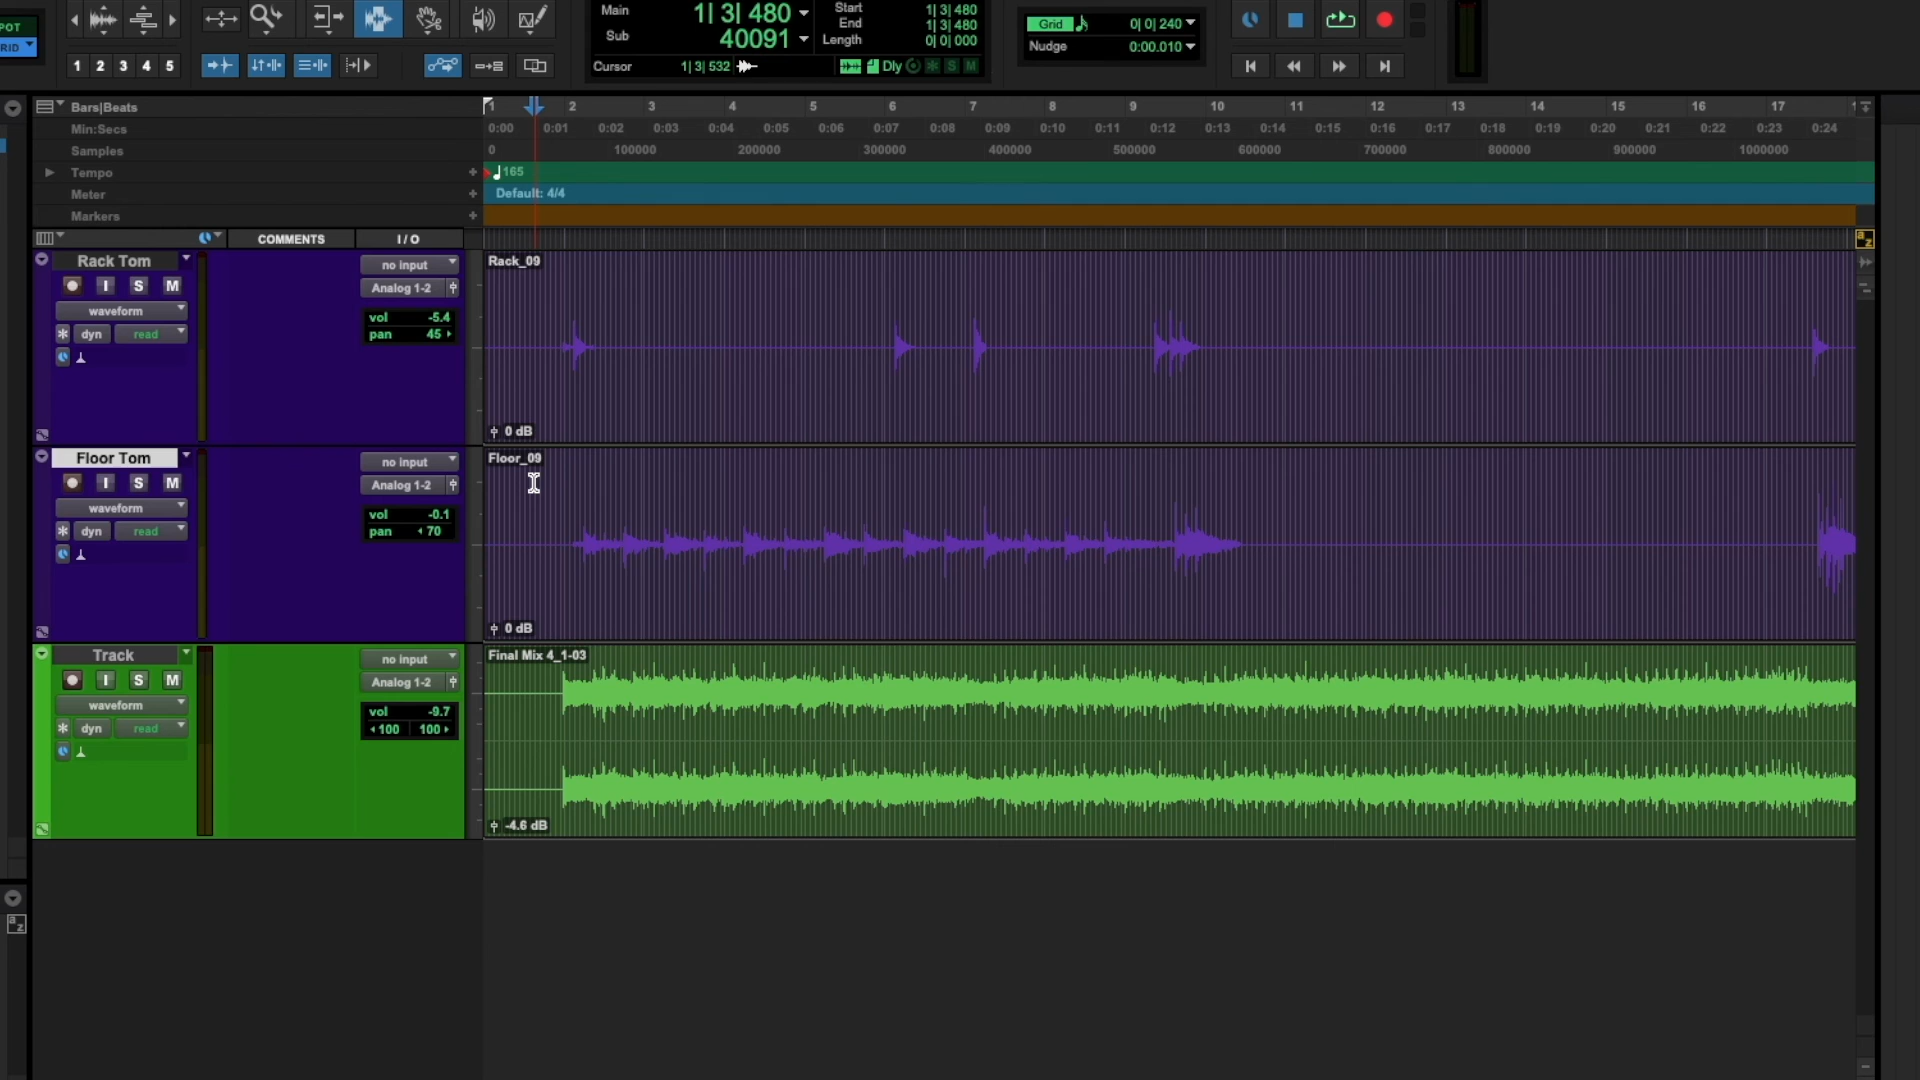 POT
RID
1 2 3 4 5
Main 1| 3| 480
Sub 40091
Start 1| 3| 480
End 1| 3| 480
Length 0| 0| 000
Cursor 1| 3| 532
Dly S M
Grid 0| 0| 240
Nudge 0:00.010
Bars|Beats
1 2 3 4 5 6 7 8 9 10 11 12 13 14 15 16 17 1
Min:Secs
0:00 0:01 0:02 0:03 0:04 0:05 0:06 0:07 0:08 0:09 0:10 0:11 0:12 0:13 0:14 0:15 0:16 0:17 0:18 0:19 0:20 0:21 0:22 0:23 0:24
Samples
0 100000 200000 300000 400000 500000 600000 700000 800000 900000 1000000
Tempo
165
Meter
Default: 4/4
Markers
COMMENTS I / O
a z
Rack Tom
I S M
waveform
dyn read
no input
Analog 1-2
vol -5.4
pan 45
Rack_09
0 dB
Floor Tom
I S M
waveform
dyn read
no input
Analog 1-2
vol -0.1
pan 70
Floor_09
0 dB
Track
I S M
waveform
dyn read
no input
Analog 1-2
vol -9.7
100 100
Final Mix 4_1-03
-4.6 dB
a z